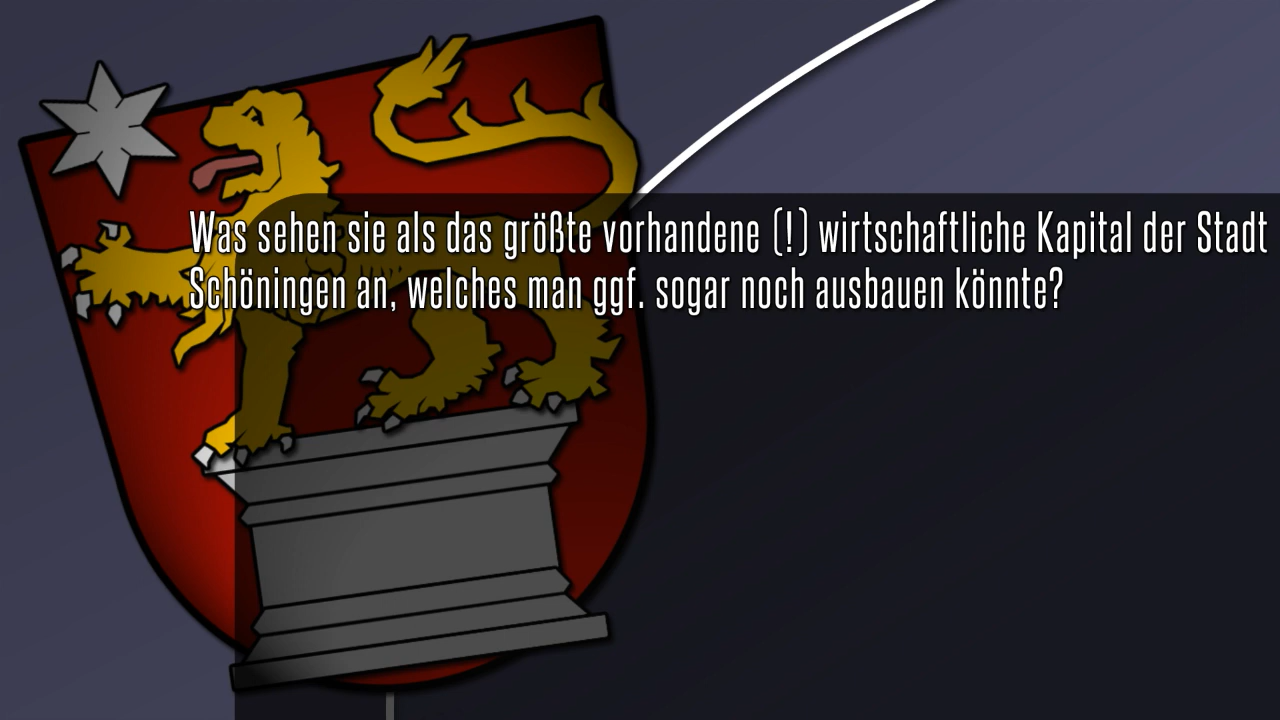 Was sehen sie als das größte vorhandene (!) wirtschaftliche Kapital der Stadt
Schöningen an, welches man ggf. sogar noch ausbauen könnte?